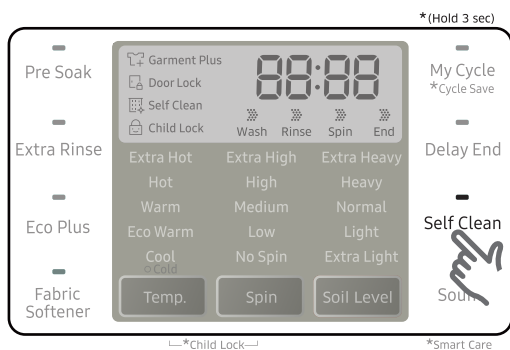 *(Hold 3 sec)
Pre Soak
Extra Rinse
Eco Plus
Fabric
Softener
Garment Plus
Door Lock
Self Clean
Child Lock
88:88
Wash Rinse Spin End
Extra Hot Extra High Extra Heavy
Hot High Heavy
Warm Medium Normal
Eco Warm Low Light
Cool No Spin Extra Light
Cold
Temp. Spin Soil Level
My Cycle
*Cycle Save
Delay End
Self Clean
*Child Lock
*Smart Care